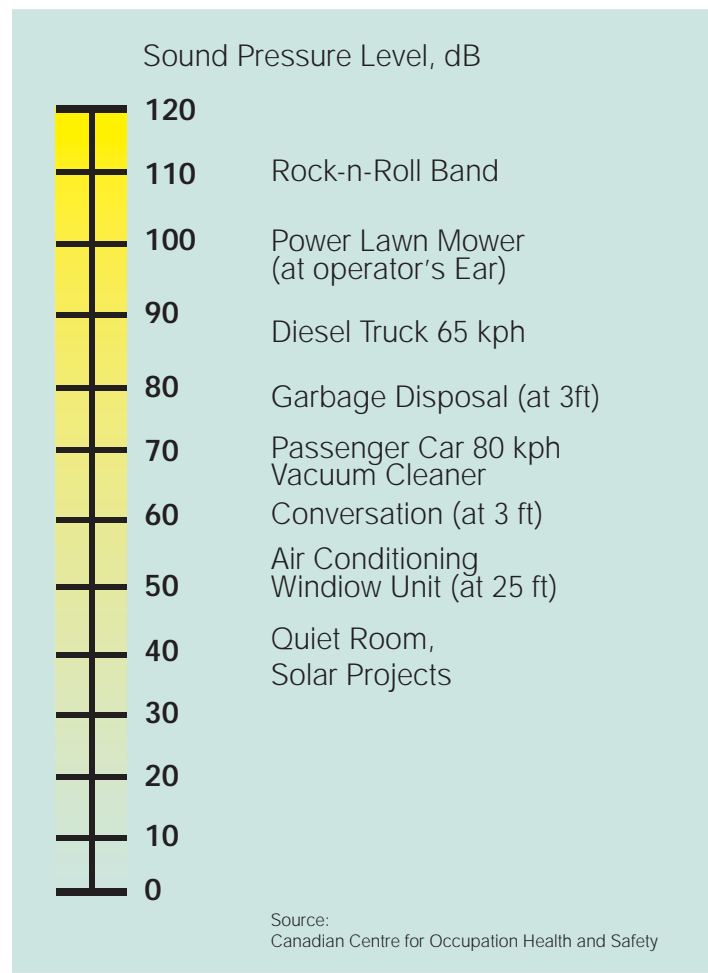 Sound Pressure Level, dB
120
110 Rock-n-Roll Band
100 Power Lawn Mower
(at operator's Ear)
90
Diesel Truck 65 kph
80
Garbage Disposal (at 3ft)
70 Passenger Car 80 kph
Vacuum Cleaner
60 Conversation (at 3 ft)
Air Conditioning
50 Windiow Unit (at 25 ft)
40 Quiet Room,
Solar Projects
30
20
10
0
Source:
Canadian Centre for Occupation Health and Safety